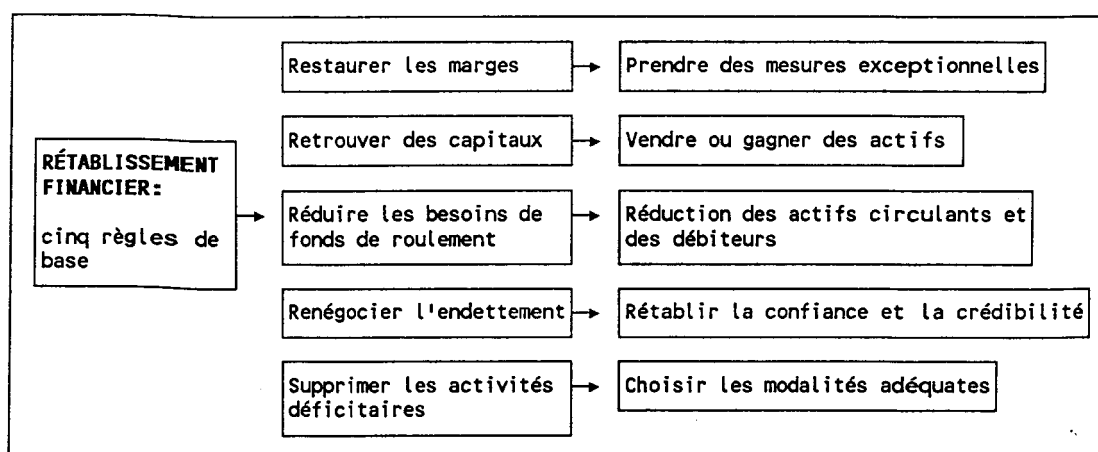 Restaurer les marges
Prendre des mesures exceptionnelles
Retrouver des capitaux
Vendre ou gagner des actifs
RÉTABLISSEMENT
FINANCIER:
cinq règles de
base
Réduire les besoins de
fonds de roulement
Réduction des actifs circulants et
des débiteurs
Renégocier l'endettement
Rétablir la confiance et la crédibilité
Supprimer les activités
déficitaires
Choisir les modalités adéquates